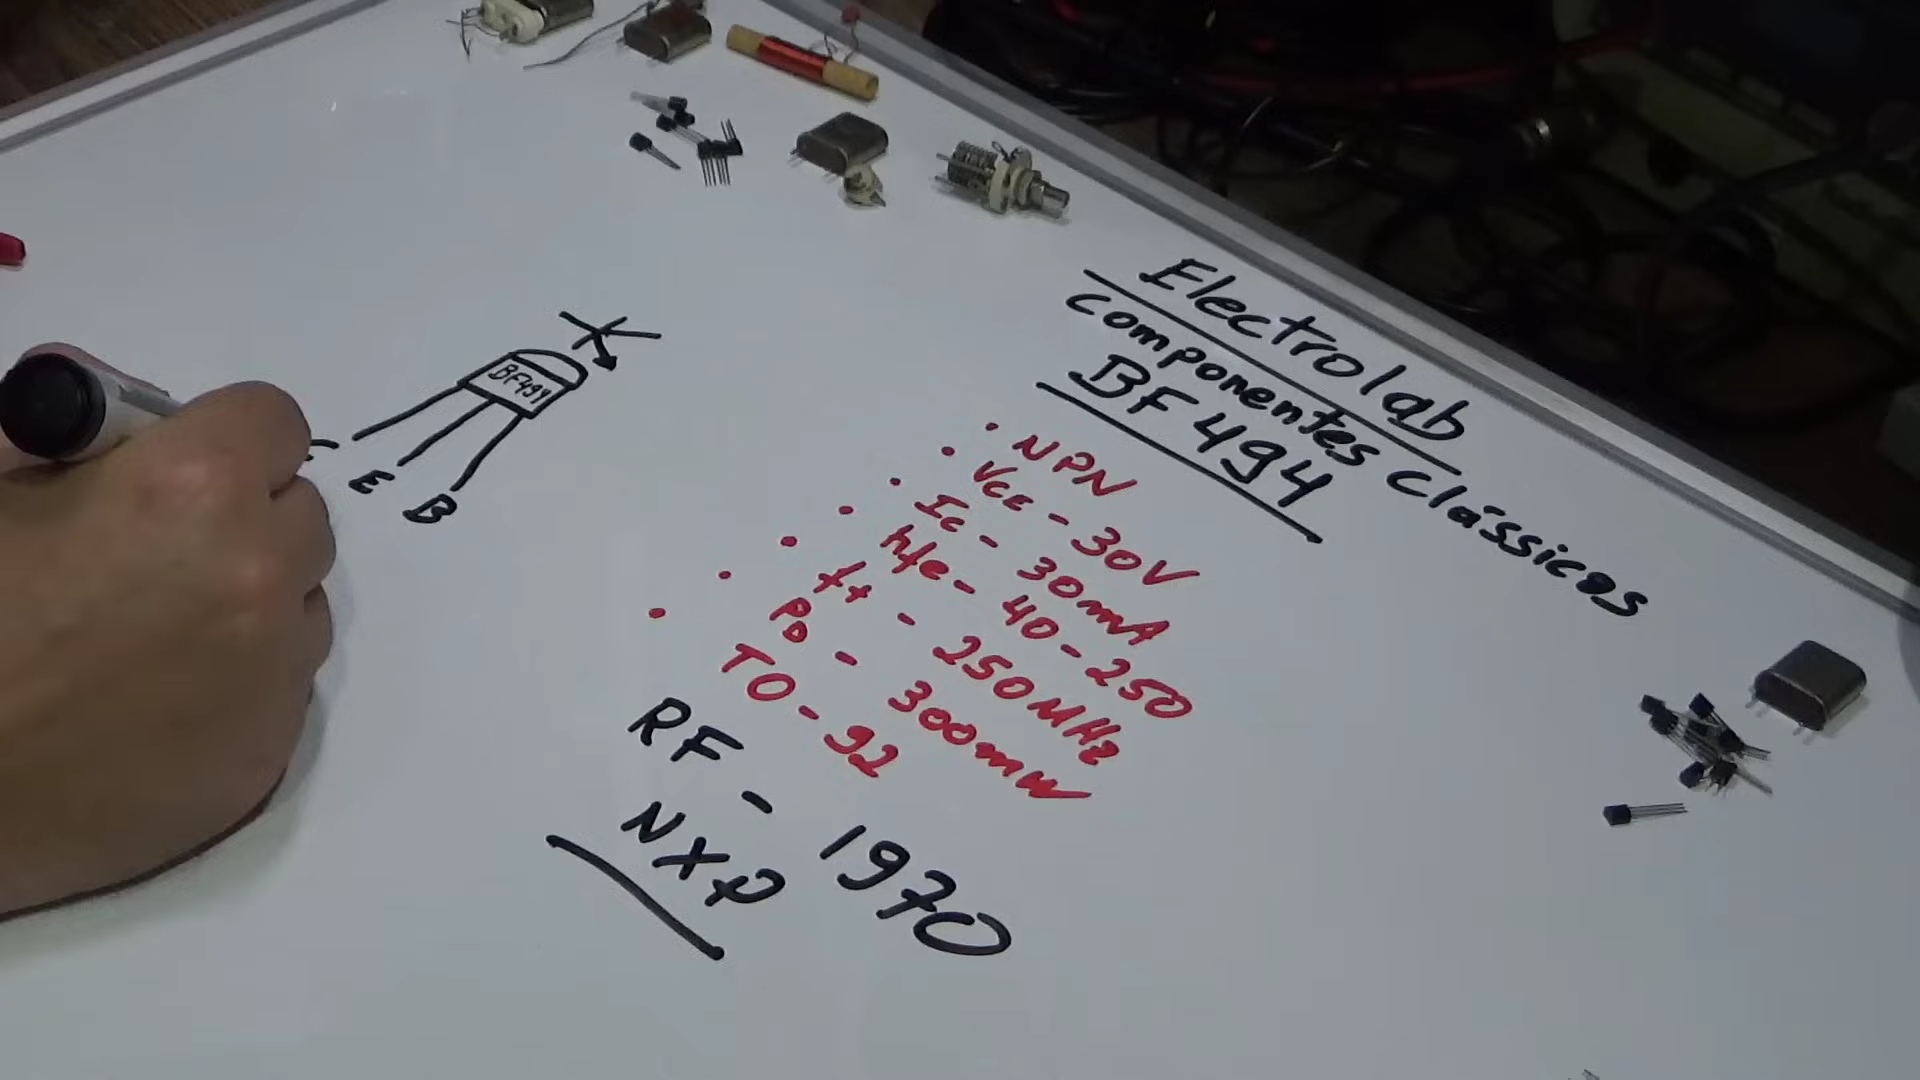 Electrolab
Componentes Clássicos
BF494
• NPN
• VCE - 30V
• Ic - 30mA
• hfe - 40-250
• ft - 250MHz
• PD - 300mW
• TO-92
RF - 1970
NXP
BF494
C E B